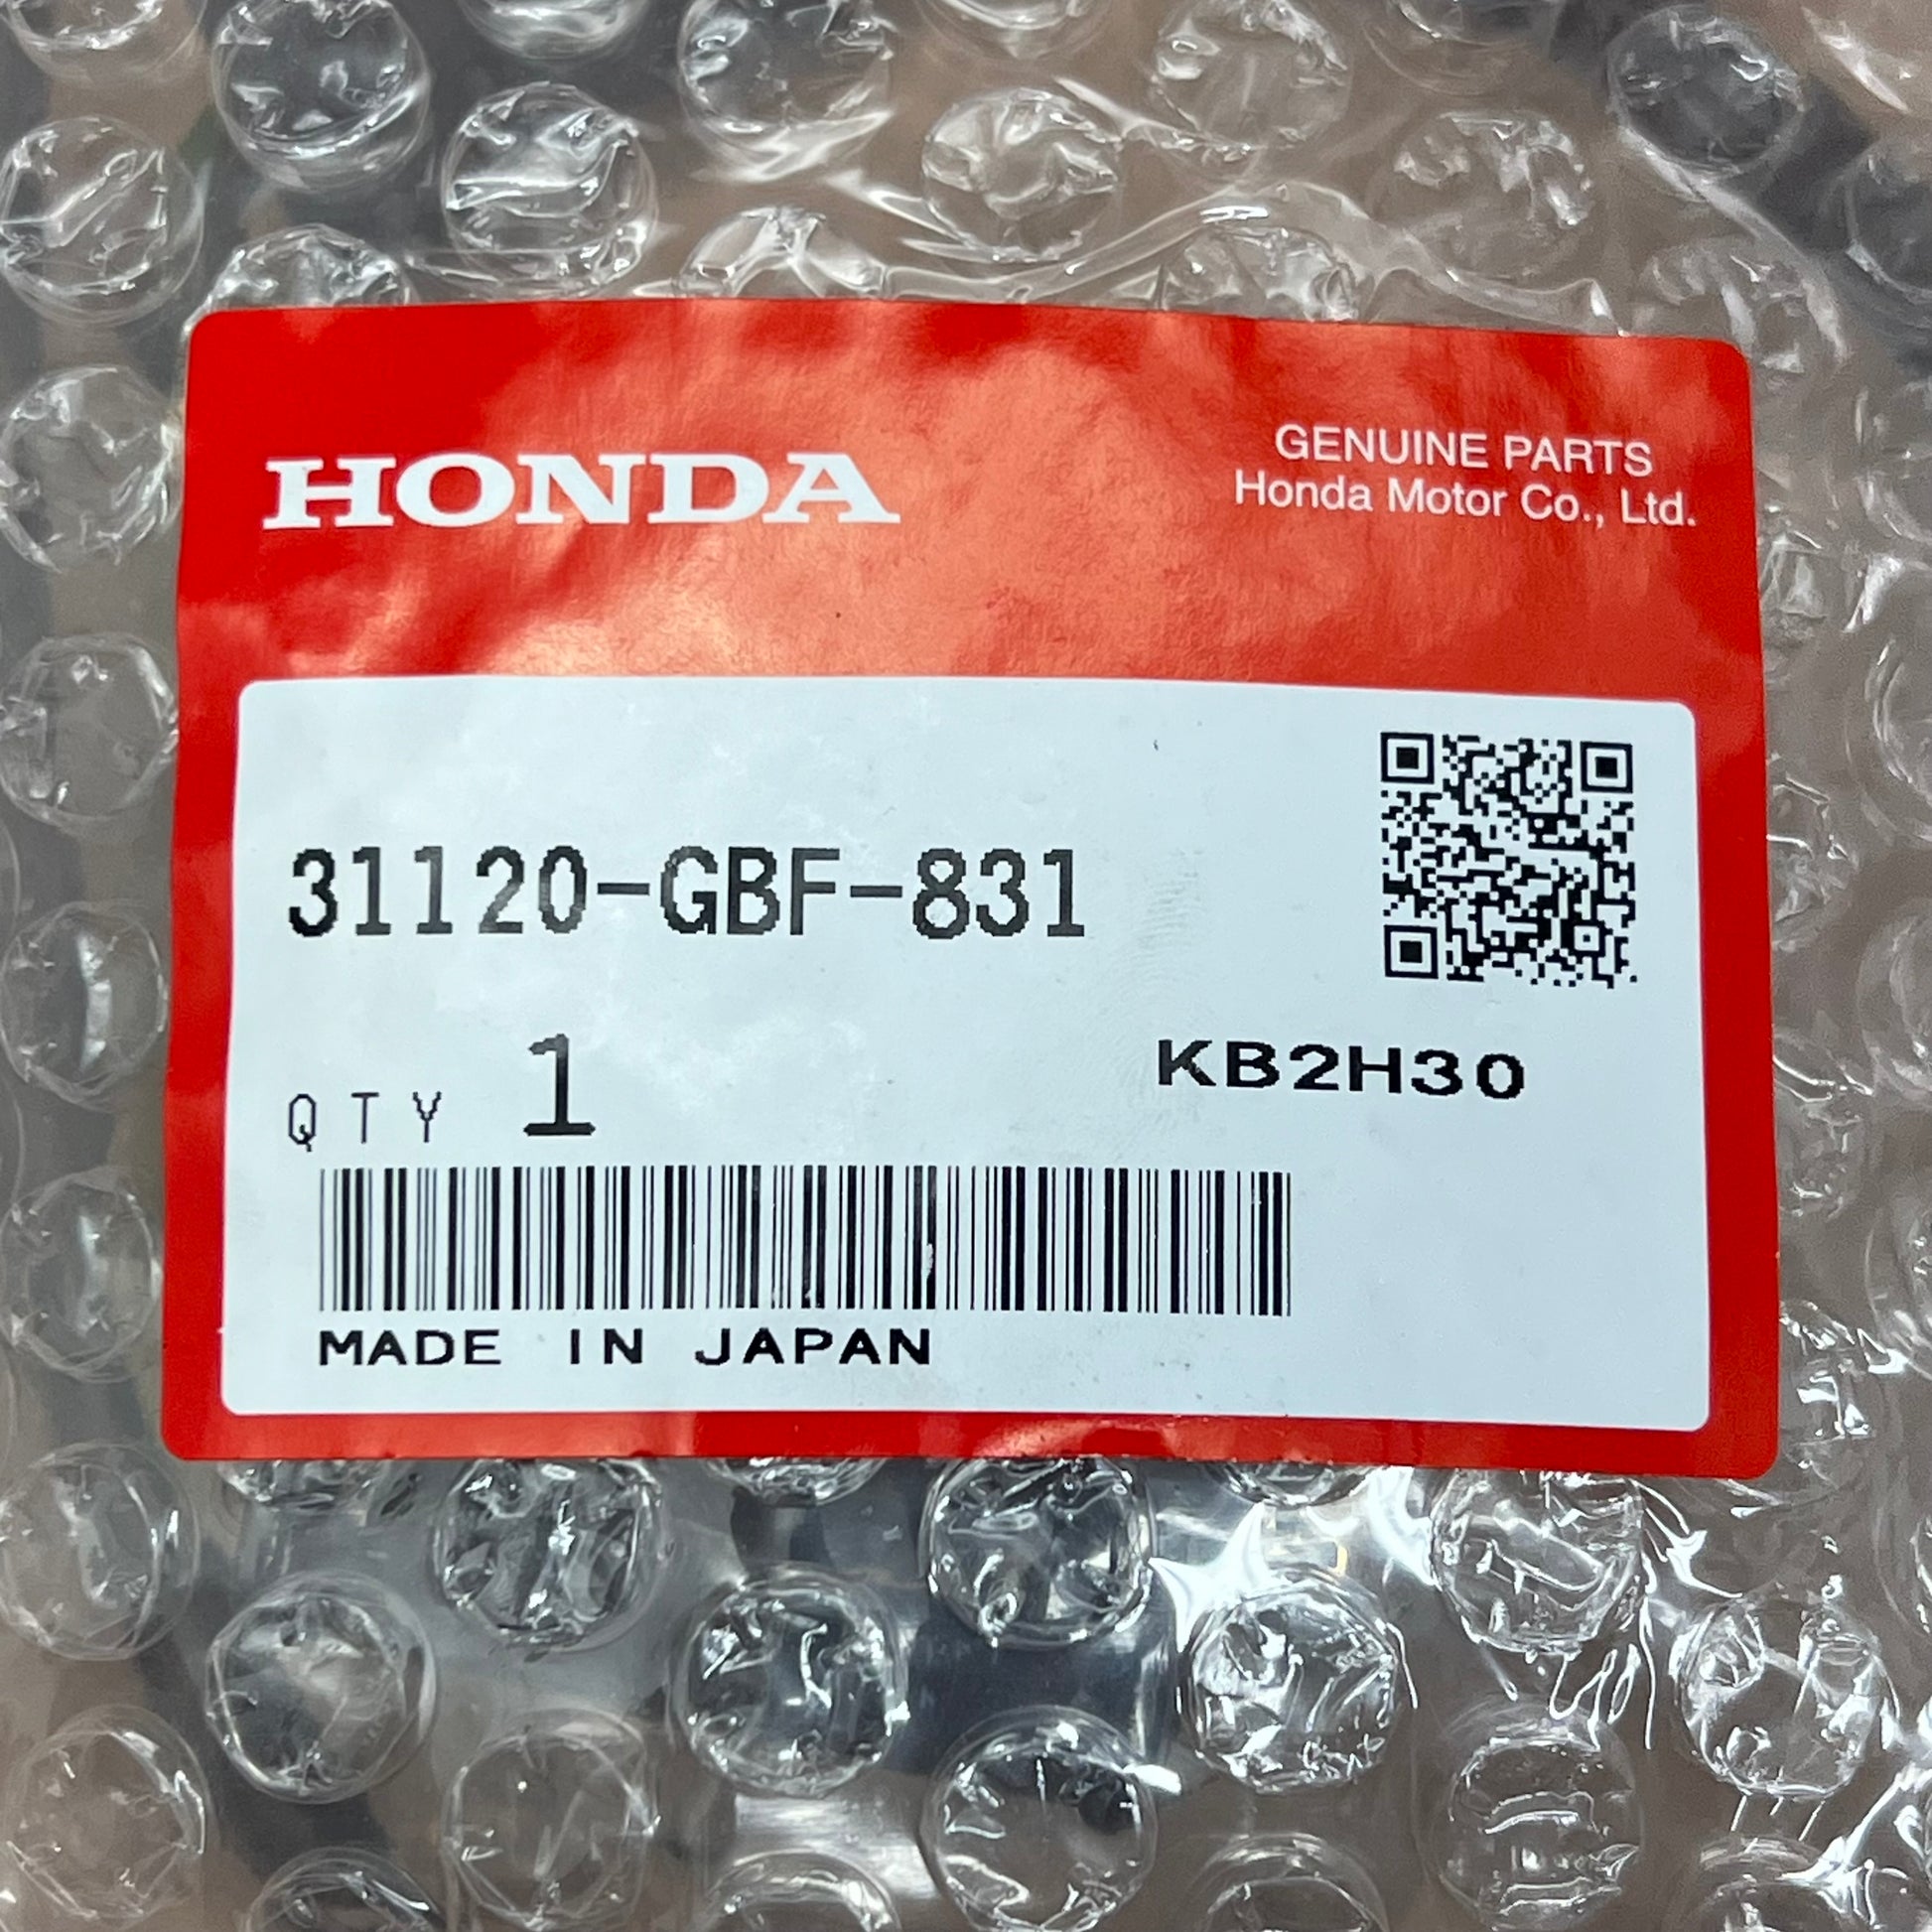 HONDA
GENUINE PARTS
Honda Motor Co., Ltd.
31120-GBF-831
QTY 1
KB2H30
MADE IN JAPAN